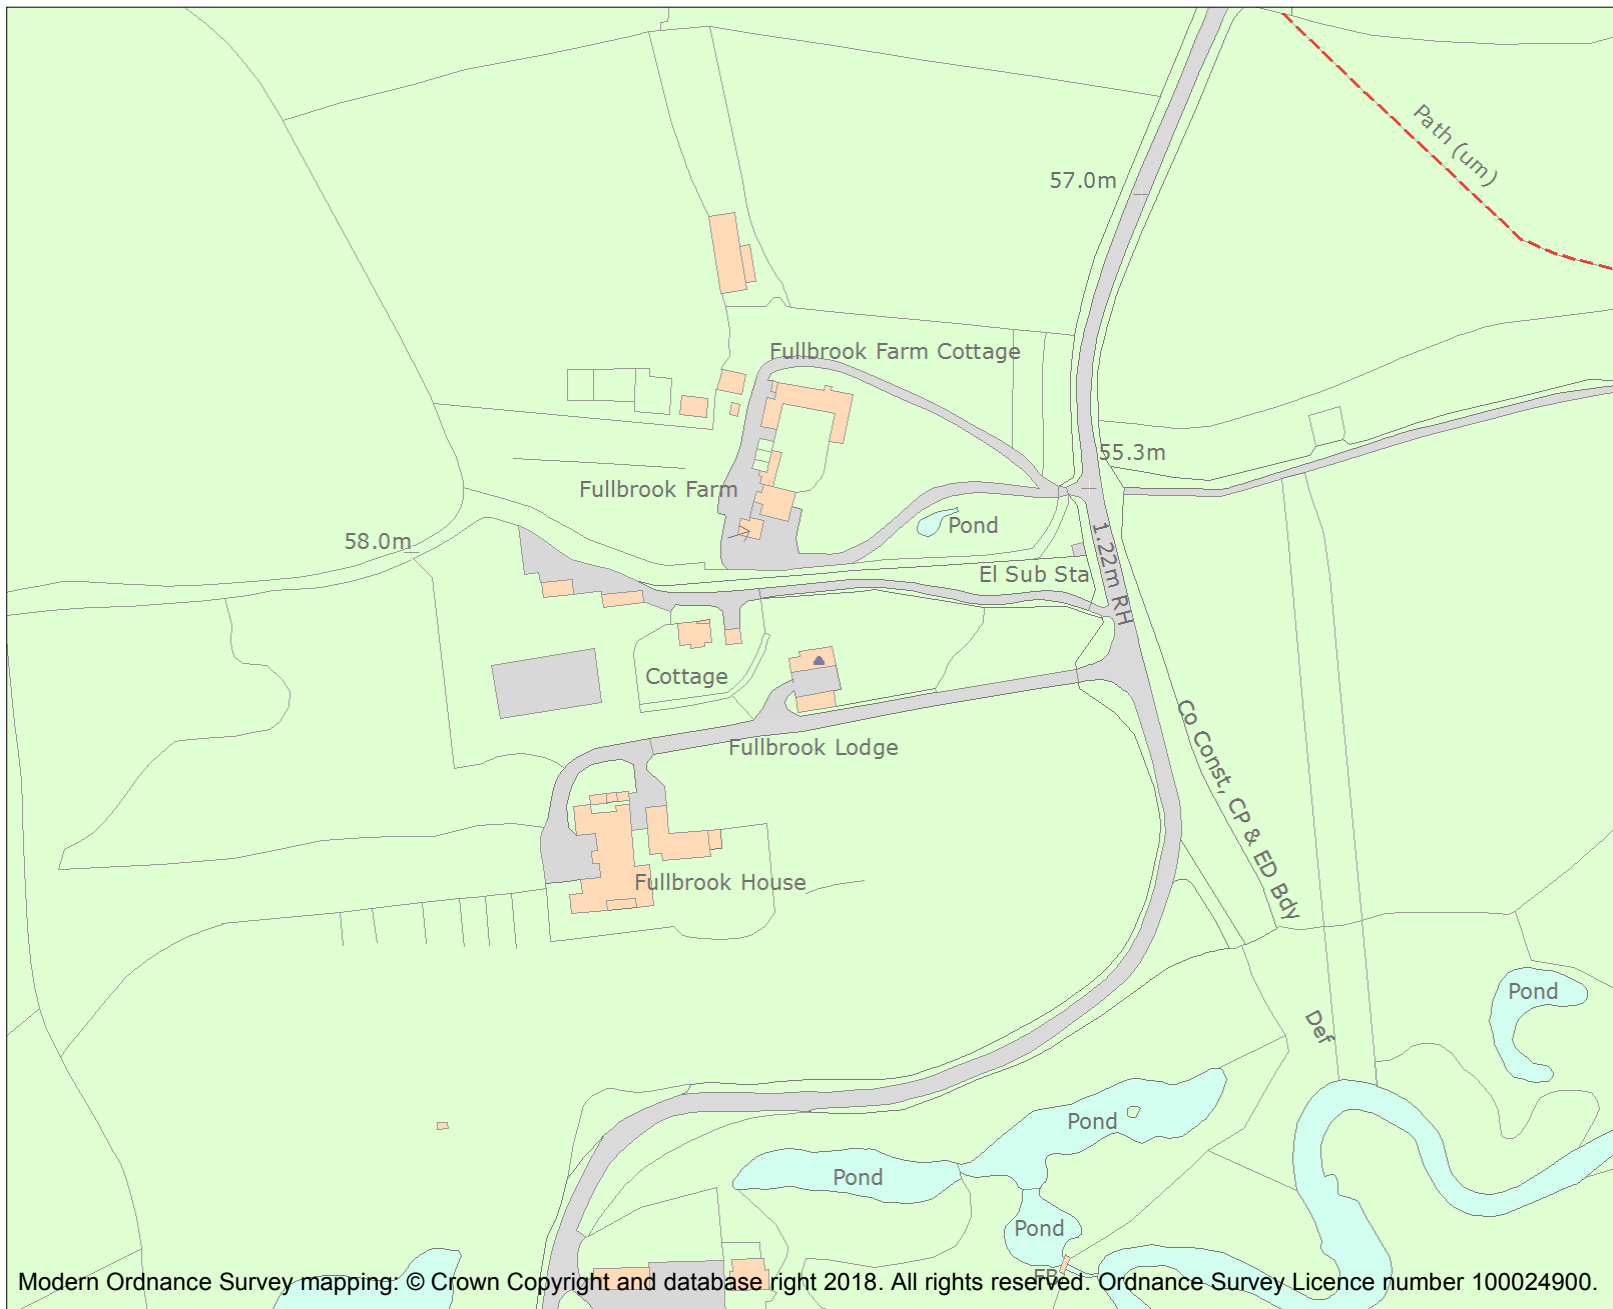 Path (um)
57.0m
Fullbrook Farm Cottage
55.3m
Fullbrook Farm
Pond
58.0m
1.22m RH
El Sub Sta
Cottage
Co Const, CP & ED Bdy
Fullbrook Lodge
Fullbrook House
Pond
Def
Pond
Pond
Pond
FB
Modern Ordnance Survey mapping: © Crown Copyright and database right 2018. All rights reserved. Ordnance Survey Licence number 100024900.